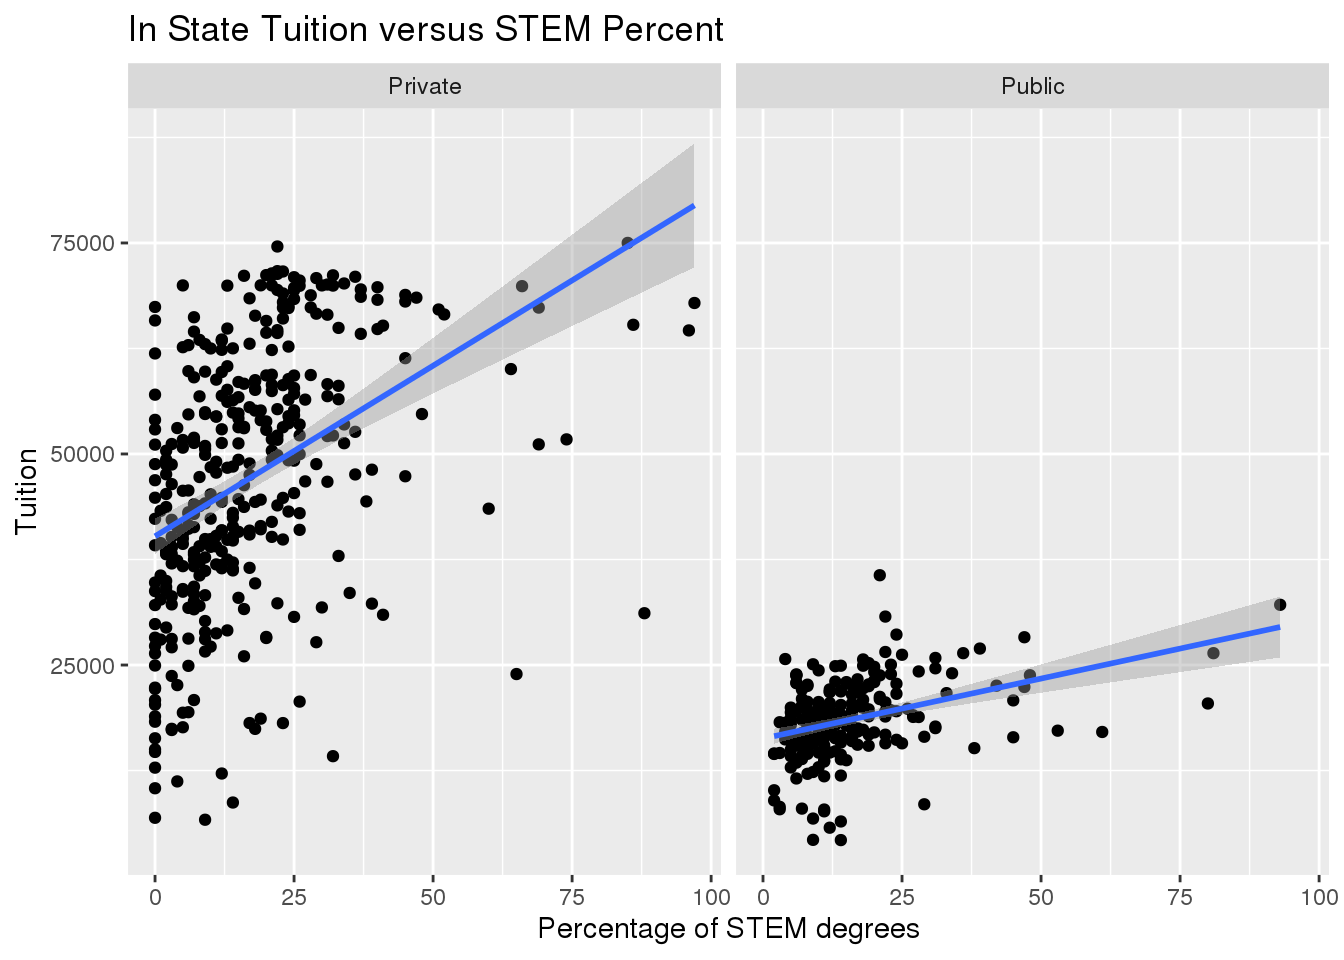 In State Tuition versus STEM Percent
Private
Public
75000
50000
25000
Tuition
0 25 50 75 100
0 25 50 75 100
Percentage of STEM degrees